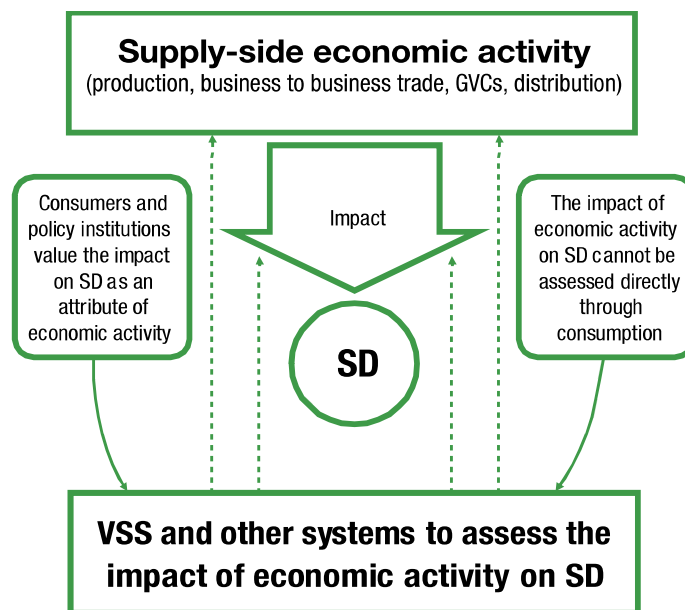 Supply-side economic activity
(production, business to business trade, GVCs, distribution)
Consumers and
policy institutions
value the impact
on SD as an
attribute of
economic activity
Impact
The impact of
economic activity
on SD cannot be
assessed directly
through
consumption
SD
VSS and other systems to assess the
impact of economic activity on SD